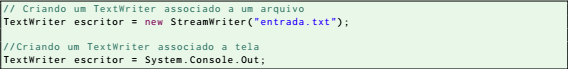 // Criando um TextWriter associado a um arquivo
TextWriter escritor = new StreamWriter("entrada.txt");
//Criando um TextWriter associado a tela
TextWriter escritor = System.Console.Out;